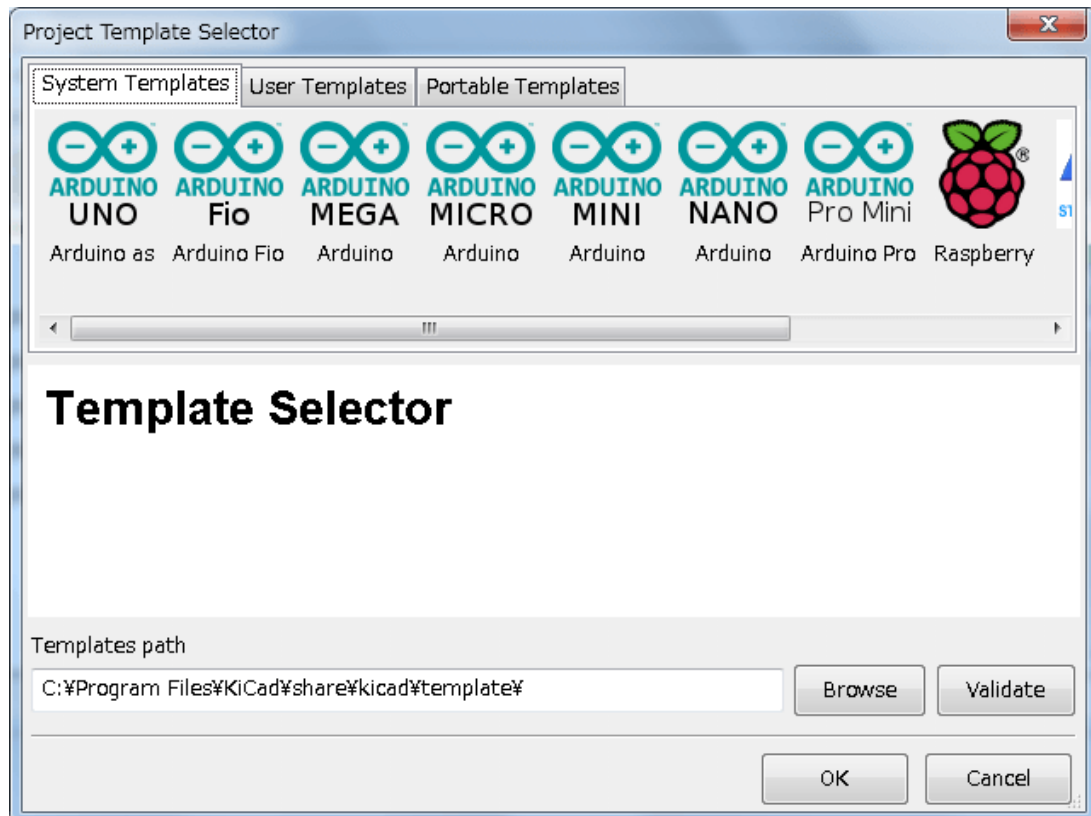 Project Template Selector
System Templates User Templates Portable Templates
ARDUINO ARDUINO ARDUINO ARDUINO ARDUINO ARDUINO ARDUINO
UNO Fio MEGA MICRO MINI NANO Pro Mini
Arduino as Arduino Fio Arduino Arduino Arduino Arduino Arduino Pro Raspberry
Template Selector
Templates path
C:¥Program Files¥KiCad¥share¥kicad¥template¥ Browse Validate
OK Cancel